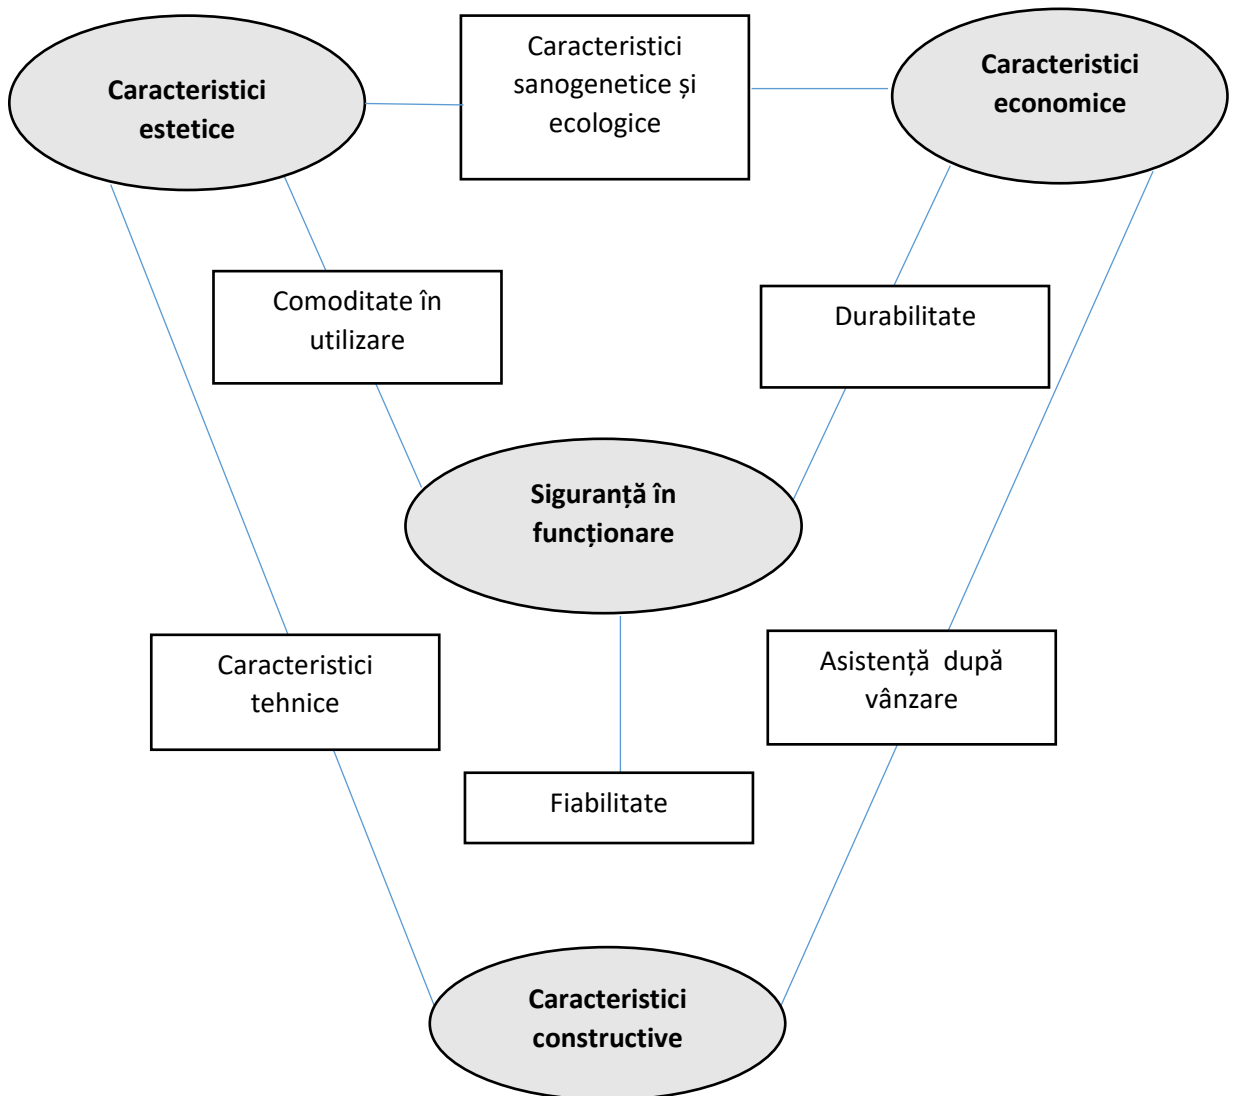 Caracteristici
estetice
Caracteristici
sanogenetice și
ecologice
Caracteristici
economice
Comoditate în
utilizare
Durabilitate
Siguranță în
funcționare
Caracteristici
tehnice
Asistență  după
vânzare
Fiabilitate
Caracteristici
constructive